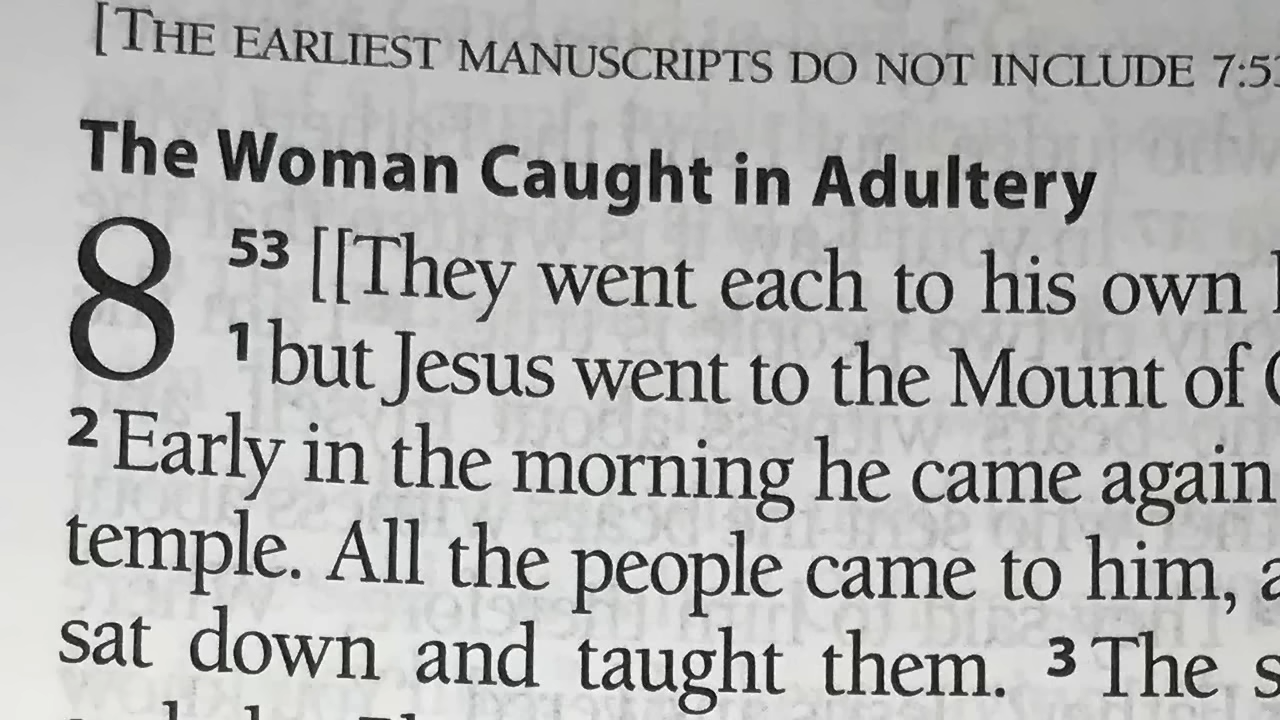 [THE EARLIEST MANUSCRIPTS DO NOT INCLUDE 7:53
The Woman Caught in Adultery
8 53 [[They went each to his own
1 but Jesus went to the Mount of
2 Early in the morning he came again
temple. All the people came to him,
sat down and taught them. 3 The